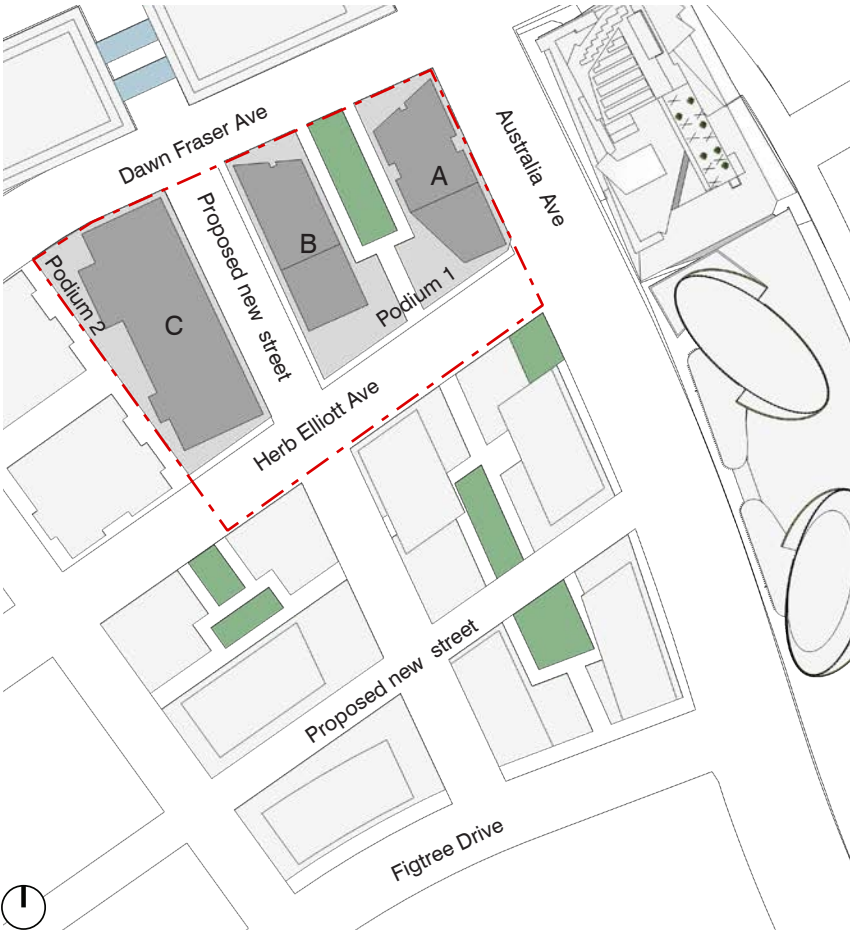 Dawn Fraser Ave
Australia Ave
A
Proposed new street
B
Podium 2
Podium 1
C
Herb Elliott Ave
Proposed new street
Figtree Drive